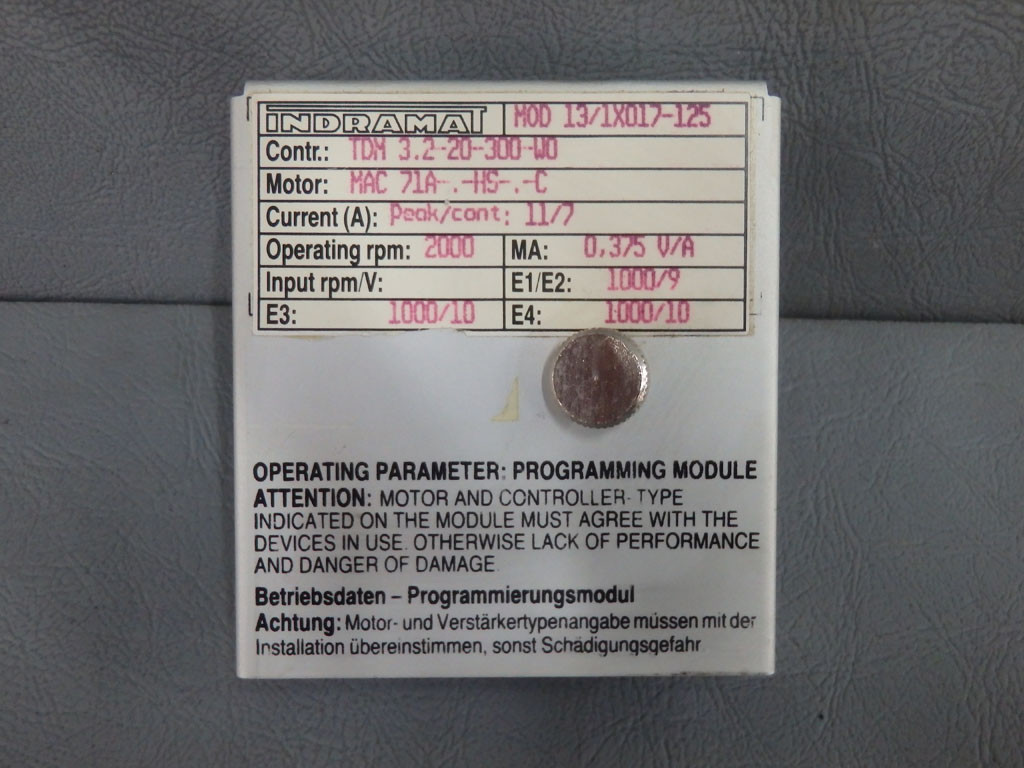 INDRAMAT MOD 13/1X017-125
Contr.: TDM 3.2-20-300-W0
Motor: MAC 71A-.-HS-.-C
Current (A): Peak/cont: 11/7
Operating rpm: 2000 MA: 0,375 V/A
Input rpm/V: E1/E2: 1000/9
E3: 1000/10 E4: 1000/10
OPERATING PARAMETER: PROGRAMMING MODULE
ATTENTION: MOTOR AND CONTROLLER- TYPE
INDICATED ON THE MODULE MUST AGREE WITH THE
DEVICES IN USE. OTHERWISE LACK OF PERFORMANCE
AND DANGER OF DAMAGE.
Betriebsdaten – Programmierungsmodul
Achtung: Motor- und Verstärkertypenangabe müssen mit der
Installation übereinstimmen, sonst Schädigungsgefahr